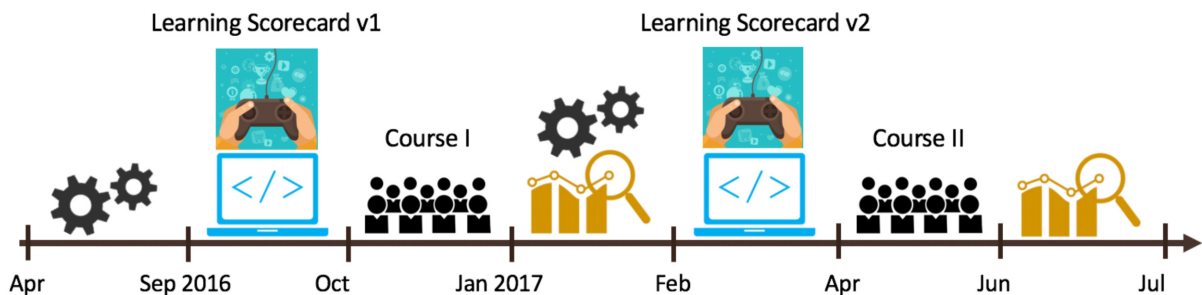 Learning Scorecard v1
Learning Scorecard v2
Course I
Course II
</>
</>
Apr
Sep 2016
Oct
Jan 2017
Feb
Apr
Jun
Jul